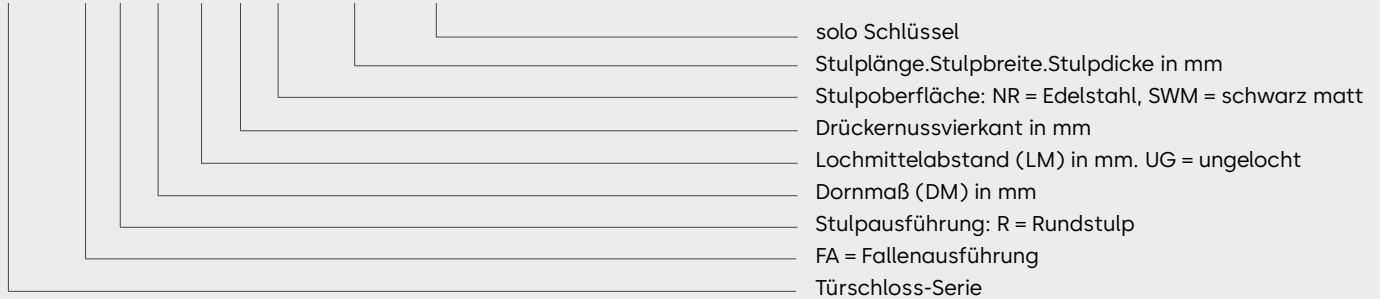 solo Schlüssel
Stulplänge.Stulpbreite.Stulpdicke in mm
Stulpoberfläche: NR = Edelstahl, SWM = schwarz matt
Drückernussvierkant in mm
Lochmittelabstand (LM) in mm. UG = ungelocht
Dornmaß (DM) in mm
Stulpausführung: R = Rundstulp
FA = Fallenausführung
Türschloss-Serie